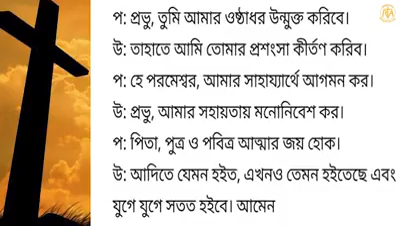 প: প্রভু, তুমি আমার ওষ্ঠাধর উন্মুক্ত করিবে।
উ: তাহাতে আমি তোমার প্রশংসা কীর্তণ করিব।
প: হে পরমেশ্বর, আমার সাহায্যার্থে আগমন কর।
উ: প্রভু, আমার সহায়তায় মনোনিবেশ কর।
প: পিতা, পুত্র ও পবিত্র আত্মার জয় হোক।
উ: আদিতে যেমন হইত, এখনও তেমন হইতেছে এবং
যুগে যুগে সতত হইবে। আমেন